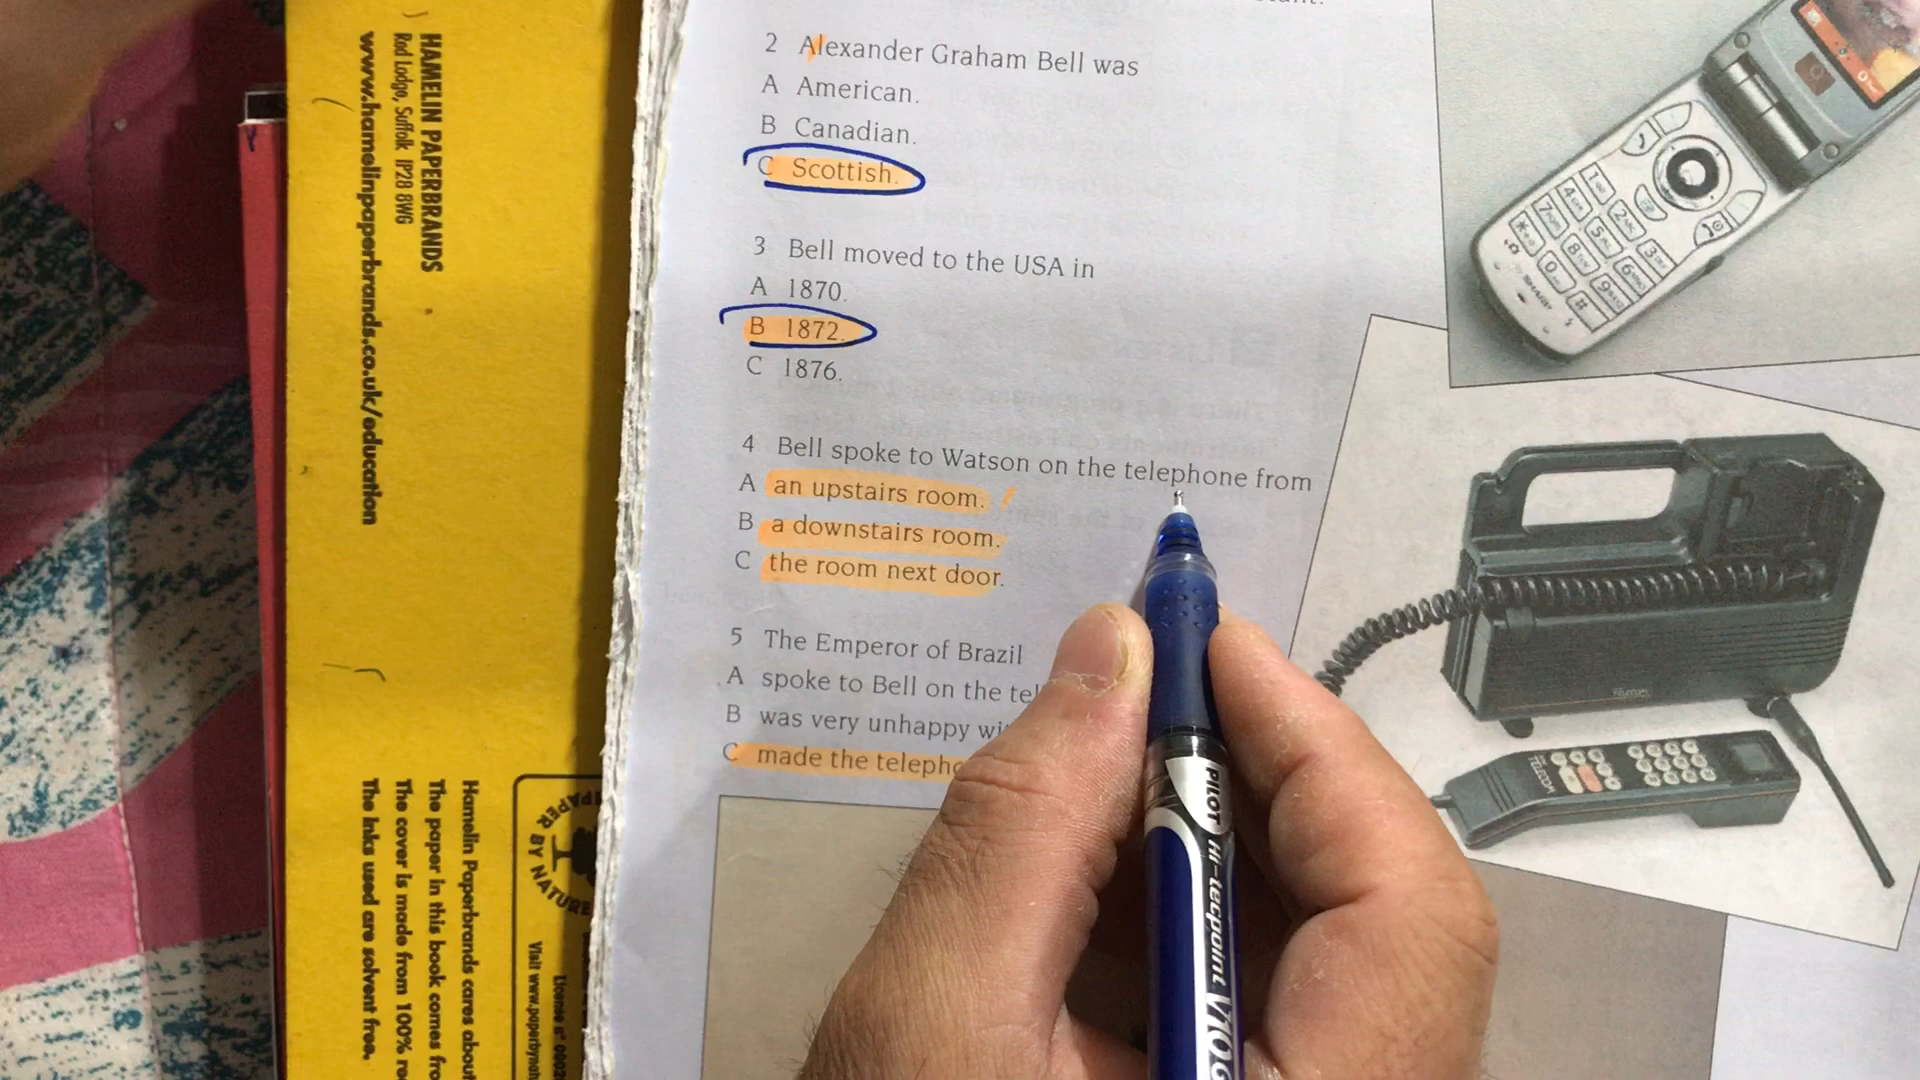 2 Alexander Graham Bell was
A American.
B Canadian.
C Scottish.
3 Bell moved to the USA in
A 1870.
B 1872.
C 1876.
4 Bell spoke to Watson on the telephone from
A an upstairs room.
B a downstairs room.
C the room next door.
5 The Emperor of Brazil
A spoke to Bell on the
B was very unhappy
C made the
HAMELIN PAPERBRANDS
Red Lodge, Suffolk IP28 8WG
www.hamelinpaperbrands.co.uk/education
Hamelin Paperbrands cares about
The paper in this book comes
The cover is made from 100%
The inks used are solvent free.
PAPER BY NATURE
PILOT Hi-tecpoint V10
TELECOM
SHARP